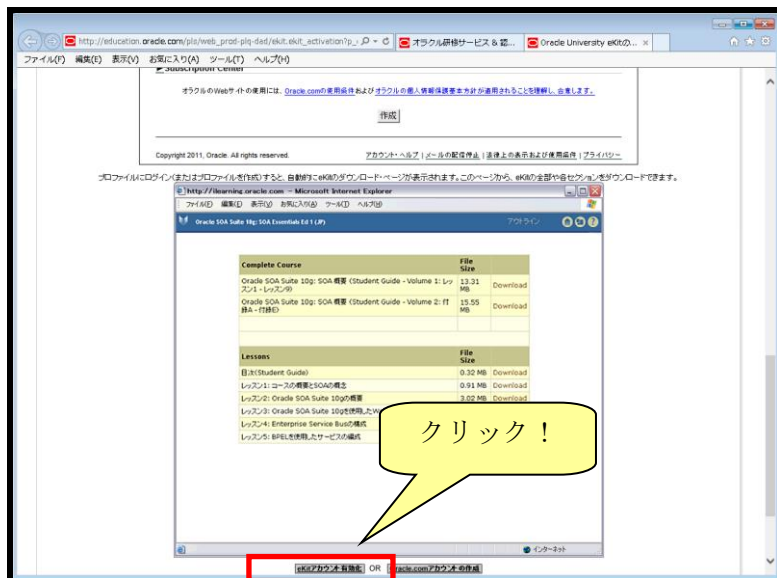 http://education.oracle.com/pls/web_prod-plq-dad/ekit.ekit_activation?p_
オラクル研修サービス & 認...
Oracle University eKitの...
ファイル(F) 編集(E) 表示(V) お気に入り(A) ツール(T) ヘルプ(H)
Subscription Center
オラクルのWebサイトの使用には、Oracle.comの使用条件およびオラクルの個人情報保護基本方針が適用されることを理解し、合意します。
作成
Copyright 2011, Oracle. All rights reserved.
アカウント・ヘルプ | メールの配信停止 | 法律上の表示および使用条件 | プライバシー
プロファイルにログイン(またはプロファイルを作成)すると、自動的にeKitのダウンロード・ページが表示されます。このページから、eKitの全部や各セクションをダウンロードできます。
http://ilearning.oracle.com - Microsoft Internet Explorer
ファイル(F) 編集(E) 表示(V) お気に入り(A) ツール(T) ヘルプ(H)
Oracle SOA Suite 10g: SOA Essentials Ed 1 (JP)
アウトライン
Complete Course File Size
Oracle SOA Suite 10g: SOA 概要 (Student Guide - Volume 1: レッスン1 - レッスン9) 13.31 MB Download
Oracle SOA Suite 10g: SOA 概要 (Student Guide - Volume 2: 付録A - 付録E) 15.55 MB Download
Lessons File Size
目次(Student Guide) 0.32 MB Download
レッスン1: コースの概要とSOAの概念 0.91 MB Download
レッスン2: Oracle SOA Suite 10gの概要 3.02 MB Download
レッスン3: Oracle SOA Suite 10gを使用した
レッスン4: Enterprise Service Busの構成
レッスン5: BPELを使用したサービスの編成
クリック！
インターネット
eKitアカウント有効化 OR Oracle.comアカウントの作成